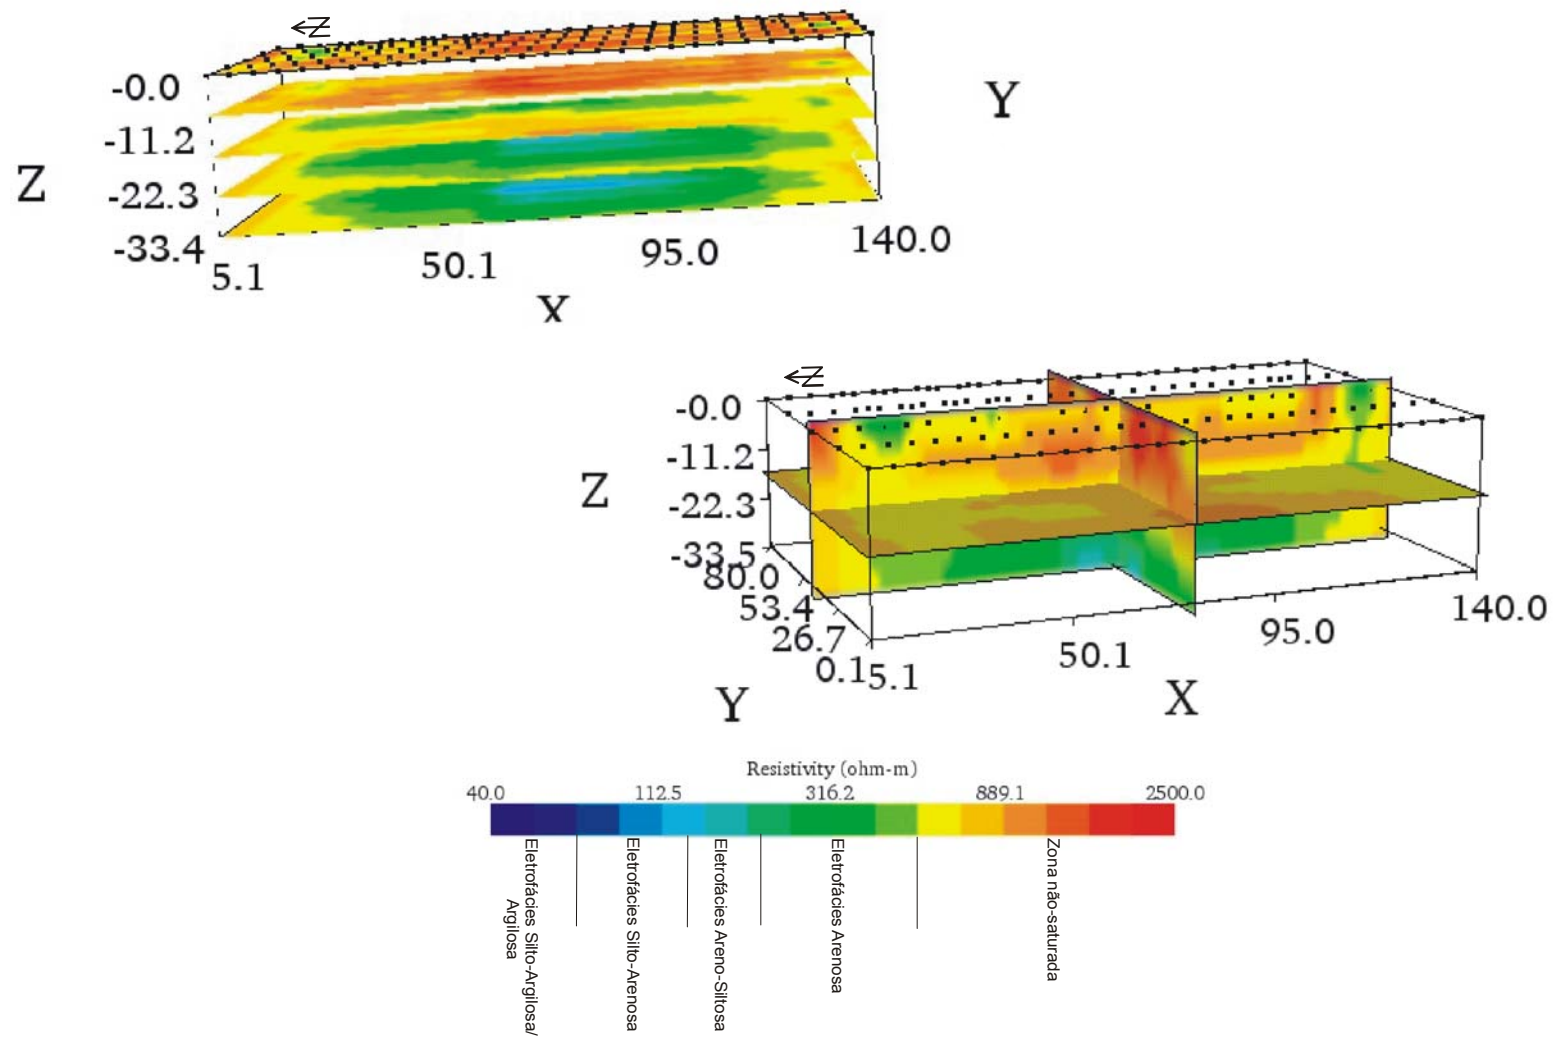 N
-0.0
-11.2
-22.3
-33.4
Z
Y
5.1
50.1
95.0
140.0
X
N
-0.0
-11.2
-22.3
-33.5
Z
80.0
53.4
26.7
0.1
Y
5.1
50.1
95.0
140.0
X
Resistivity (ohm-m)
40.0 112.5 316.2 889.1 2500.0
Eletrofácies Silto-Argilosa/
Argilosa
Eletrofácies Silto-Arenosa
Eletrofácies Areno-Siltosa
Eletrofácies Arenosa
Zona não-saturada